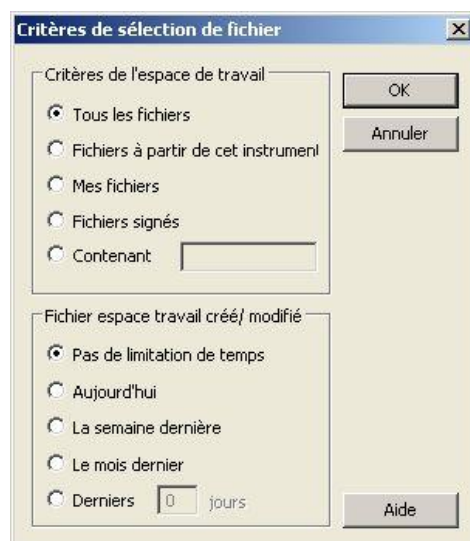 Critères de sélection de fichier
Critères de l'espace de travail
Tous les fichiers
Fichiers à partir de cet instrument
Mes fichiers
Fichiers signés
Contenant
OK
Annuler
Fichier espace travail créé/ modifié
Pas de limitation de temps
Aujourd'hui
La semaine dernière
Le mois dernier
Derniers 0 jours
Aide